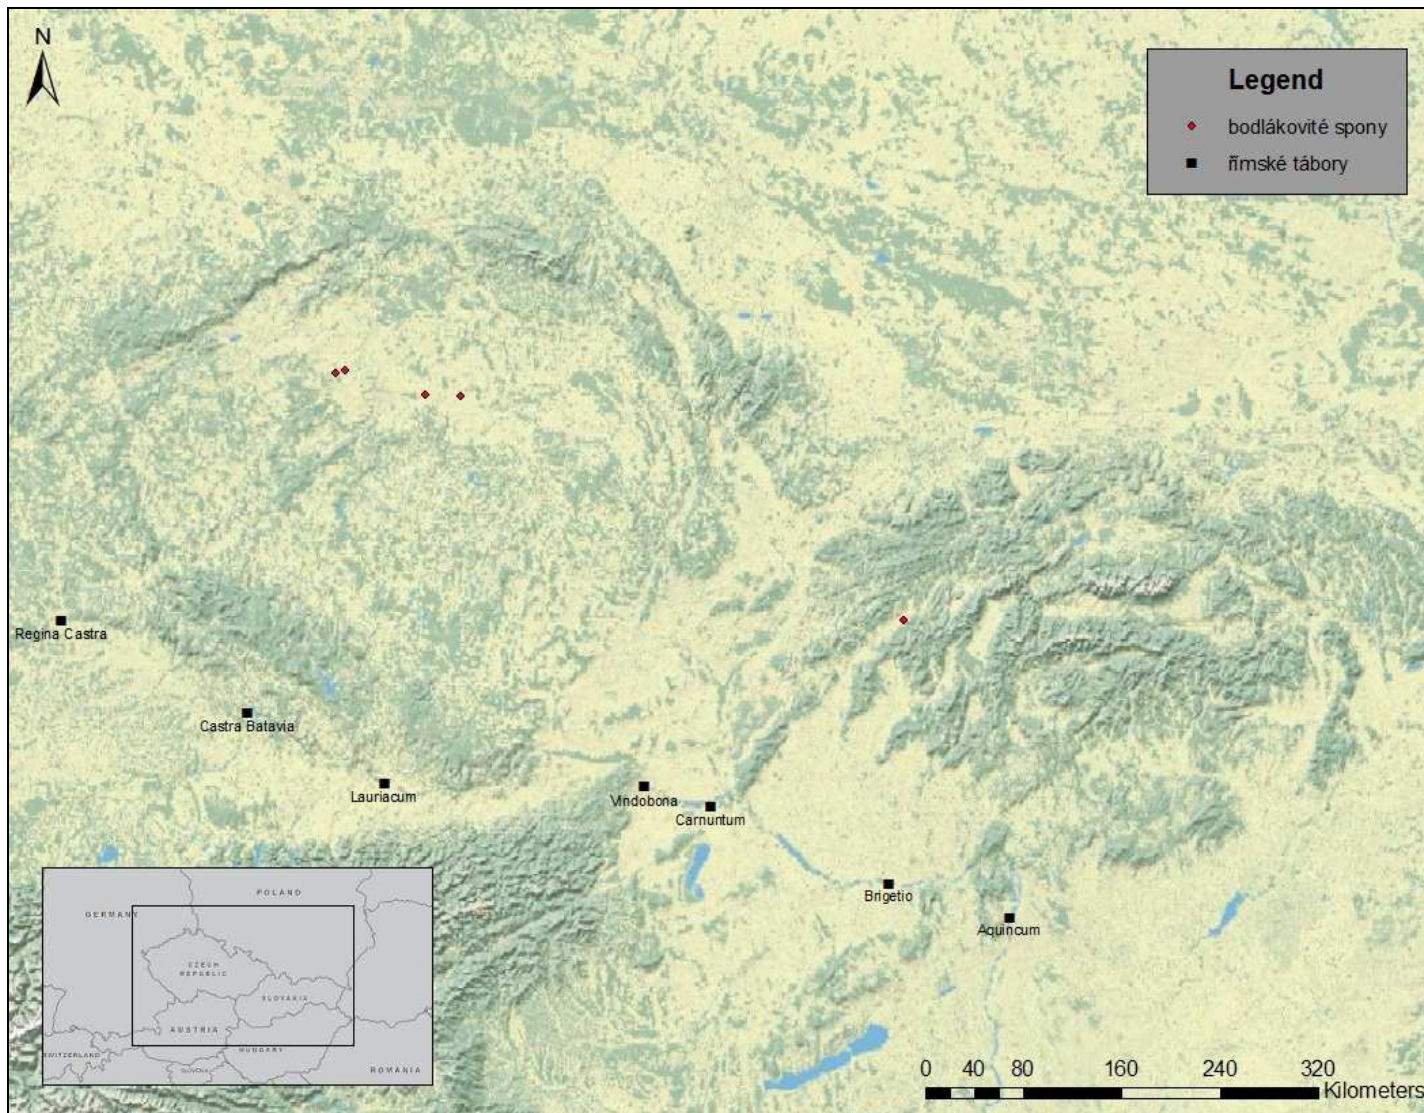 N
Legend
bodlákovité spony
římské tábory
Regina Castra
Castra Batavia
Lauriacum
Vindobona
Carnuntum
Brigetio
Aquincum
POLAND
GERMANY
CZECH
REPUBLIC
SLOVAKIA
AUSTRIA
HUNGARY
SWITZERLAND
SLOVENIA
ROMANIA
0 40 80 160 240 320
Kilometers